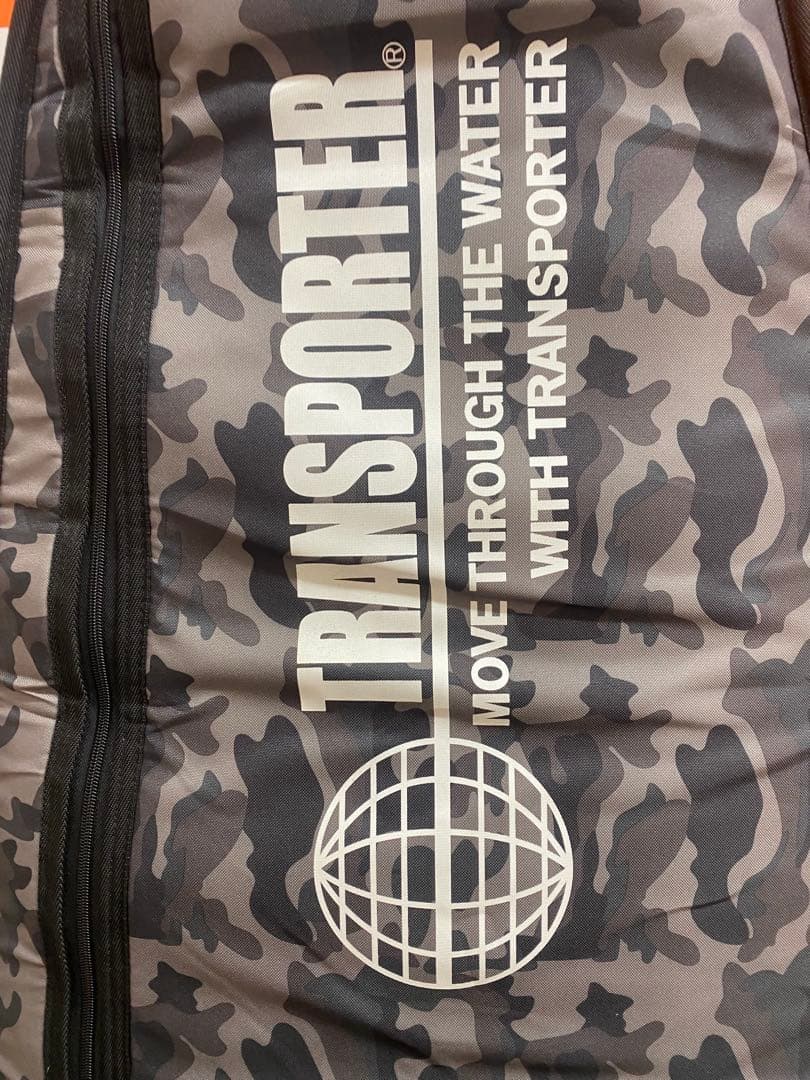 TRANSPORTER®
MOVE THROUGH THE WATER
WITH TRANSPORTER